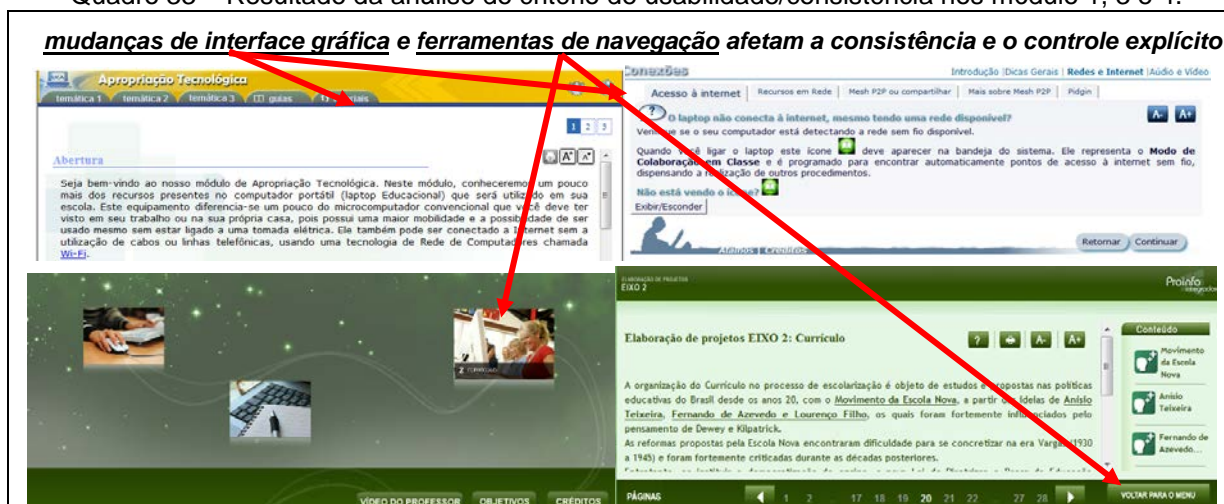 mudanças de interface gráfica e ferramentas de navegação afetam a consistência e o controle explícito
Apropriação Tecnológica
temática 1 temática 2 temática 3 guias
1 2 3
Abertura
A+ A-
Seja bem-vindo ao nosso módulo de Apropriação Tecnológica. Neste módulo, conheceremos um pouco
mais dos recursos presentes no computador portátil (laptop Educacional) que será utilizado em sua
escola. Este equipamento diferencia-se um pouco do microcomputador convencional que você deve ter
visto em seu trabalho ou na sua própria casa, pois possui uma maior mobilidade e a possibilidade de ser
usado mesmo sem estar ligado a uma tomada elétrica. Ele também pode ser conectado a Internet sem a
utilização de cabos ou linhas telefônicas, usando uma tecnologia de Rede de Computadores chamada
Wi-Fi.
Conexões
Introdução |Dicas Gerais | Redes e Internet |Aúdio e Vídeo
Acesso à internet | Recursos em Rede | Mesh P2P ou compartilhar | Mais sobre Mesh P2P | Pidgin |
? O laptop não conecta à internet, mesmo tendo uma rede disponível?
A- A+
Verifique se o seu computador está detectando a rede sem fio disponível.
Quando você ligar o laptop este ícone deve aparecer na bandeja do sistema. Ele representa o Modo de
Colaboração em Classe e é programado para encontrar automaticamente pontos de acesso à internet sem fio,
dispensando a realização de outros procedimentos.
Não está vendo o ícone?
Exibir/Esconder
Retornar Continuar
Créditos
VÍDEO DO PROFESSOR OBJETIVOS CRÉDITOS
ELABORAÇÃO DE PROJETOS
EIXO 2
ProInfo
Integrado
Elaboração de projetos EIXO 2: Currículo
? A- A+
A organização do Currículo no processo de escolarização é objeto de estudos e propostas nas políticas
educativas do Brasil desde os anos 20, com o Movimento da Escola Nova, a partir das ideias de Anísio
Teixeira, Fernando de Azevedo e Lourenço Filho, os quais foram fortemente influenciados pelo
pensamento de Dewey e Kilpatrick.
As reformas propostas pela Escola Nova encontraram dificuldade para se concretizar na era Vargas (1930
a 1945) e foram fortemente criticadas durante as décadas posteriores.
Conteúdo
Movimento
da Escola
Nova
Anísio
Teixeira
Fernando de
Azevedo...
PÁGINAS
1 2 ... 17 18 19 20 21 22 ... 27 28
VOLTAR PARA O MENU